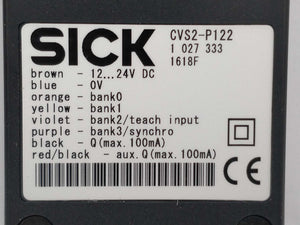 SICK
CVS2-P122
1 027 333
1618F
brown - 12...24V DC
blue - 0V
orange - bank0
yellow - bank1
violet - bank2/teach input
purple - bank3/synchro
black - Q(max.100mA)
red/black - aux.Q(max.100mA)
CE